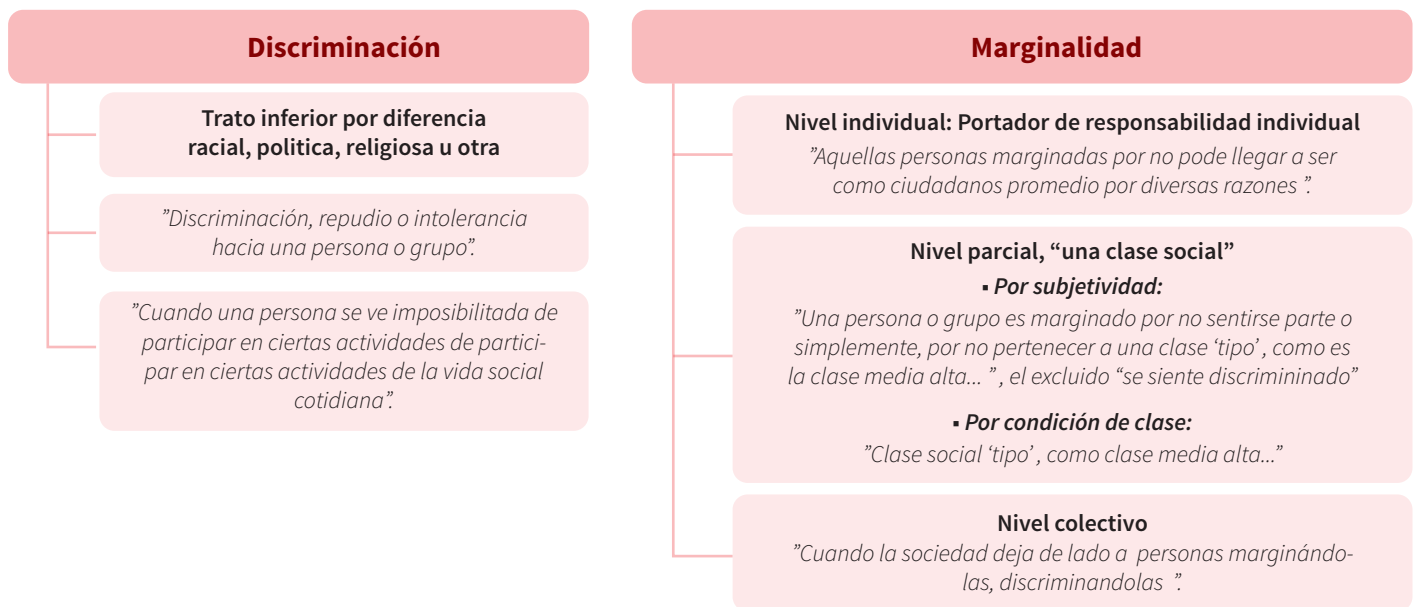 Discriminación
Trato inferior por diferencia
racial, politica, religiosa u otra
”Discriminación, repudio o intolerancia
hacia una persona o grupo”.
”Cuando una persona se ve imposibilitada de
participar en ciertas actividades de partici-
par en ciertas actividades de la vida social
cotidiana”.
Marginalidad
Nivel individual: Portador de responsabilidad individual
”Aquellas personas marginadas por no pode llegar a ser
como ciudadanos promedio por diversas razones ”.
Nivel parcial, “una clase social”
▪ Por subjetividad:
”Una persona o grupo es marginado por no sentirse parte o
simplemente, por no pertenecer a una clase ‘tipo’ , como es
la clase media alta... ” , el excluido “se siente discrimininado”
▪ Por condición de clase:
”Clase social ‘tipo’ , como clase media alta...”
Nivel colectivo
”Cuando la sociedad deja de lado a personas marginándo-
las, discriminandolas ”.